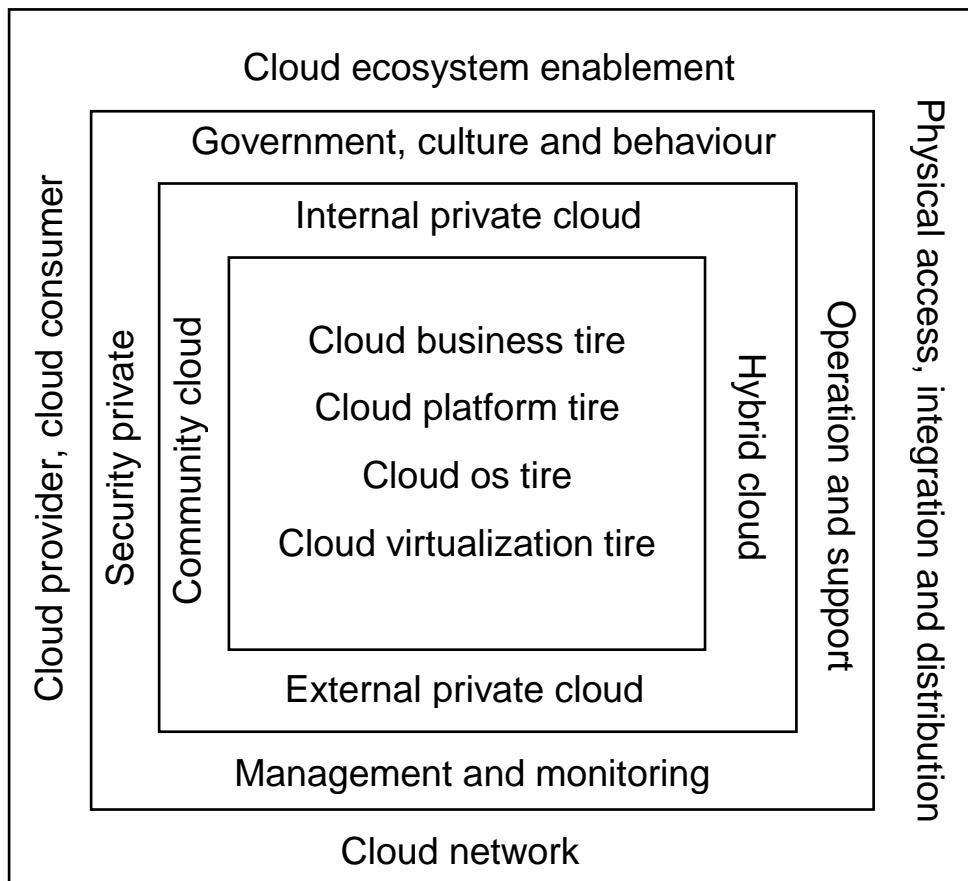 Cloud ecosystem enablement
Government, culture and behaviour
Internal private cloud
Cloud provider, cloud consumer
Security private
Community cloud
Cloud business tire
Cloud platform tire
Cloud os tire
Cloud virtualization tire
Hybrid cloud
Operation and support
Physical access, integration and distribution
External private cloud
Management and monitoring
Cloud network